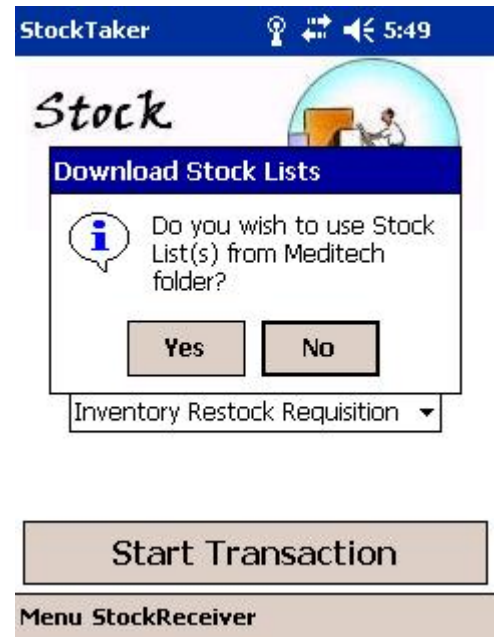 StockTaker 5:49
Stock
Download Stock Lists
Do you wish to use Stock
List(s) from Meditech
folder?
Yes No
Inventory Restock Requisition
Start Transaction
Menu StockReceiver